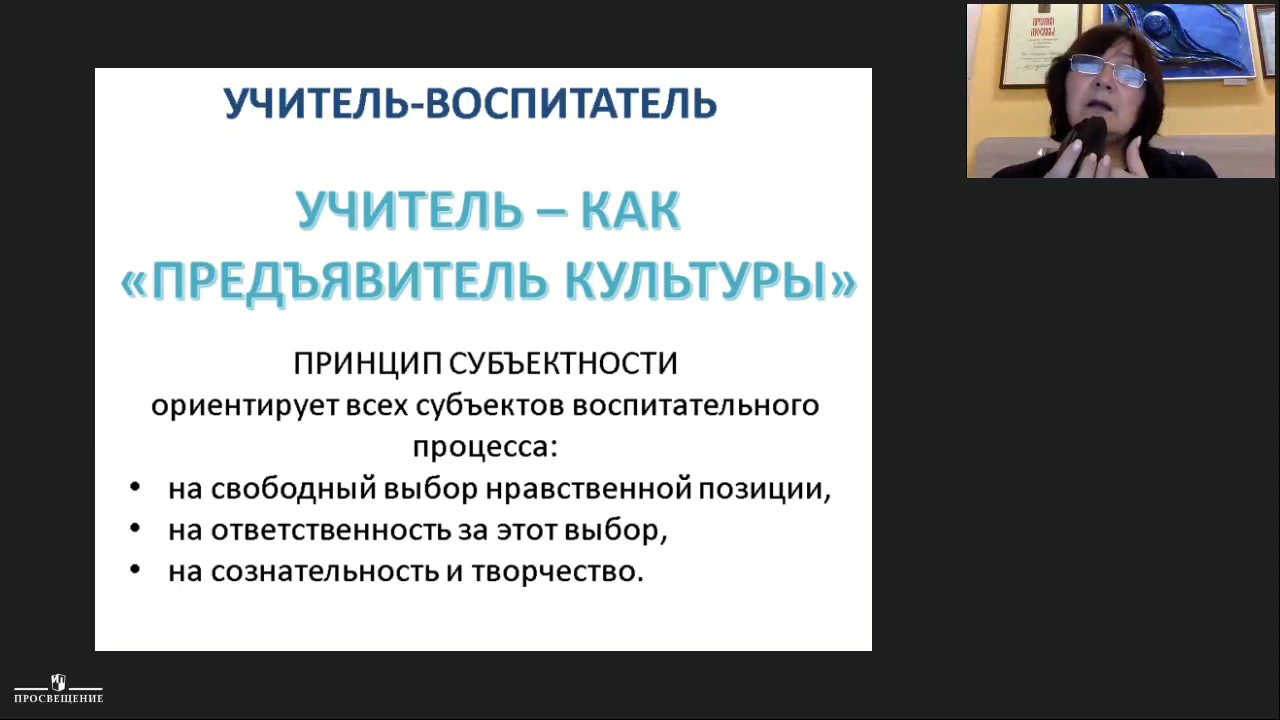 УЧИТЕЛЬ-ВОСПИТАТЕЛЬ
УЧИТЕЛЬ – КАК
«ПРЕДЪЯВИТЕЛЬ КУЛЬТУРЫ»
ПРИНЦИП СУБЪЕКТНОСТИ
ориентирует всех субъектов воспитательного
процесса:
• на свободный выбор нравственной позиции,
• на ответственность за этот выбор,
• на сознательность и творчество.
ПРОСВЕЩЕНИЕ